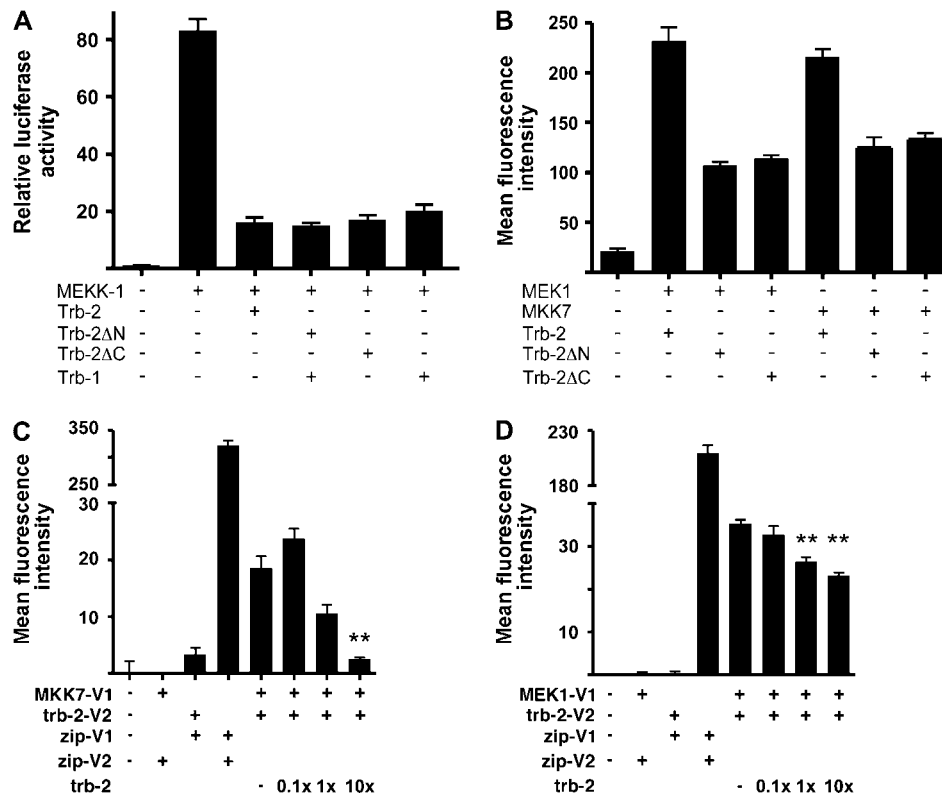 A
Relative luciferase
activity
80
60
40
20
MEKK-1 - + + + + +
Trb-2 - - + - - -
Trb-2ΔN - - - + - -
Trb-2ΔC - - - - + -
Trb-1 - - - + - +
B
Mean fluorescence
intensity
250
200
150
100
50
MEK1 - + + + - - -
MKK7 - - - - + + +
Trb-2 - + - - + - -
Trb-2ΔN - - + - - + -
Trb-2ΔC - - - + - - +
C
Mean fluorescence
intensity
350
350
30
20
10
**
MKK7-V1 - + + + + +
trb-2-V2 - + + + + +
zip-V1 - + +
zip-V2 - + +
trb-2 - 0.1x 1x 10x
D
Mean fluorescence
intensity
230
180
30
10
** **
MEK1-V1 - + + + + +
trb-2-V2 - + + + + +
zip-V1 - + +
zip-V2 - + +
trb-2 - 0.1x 1x 10x